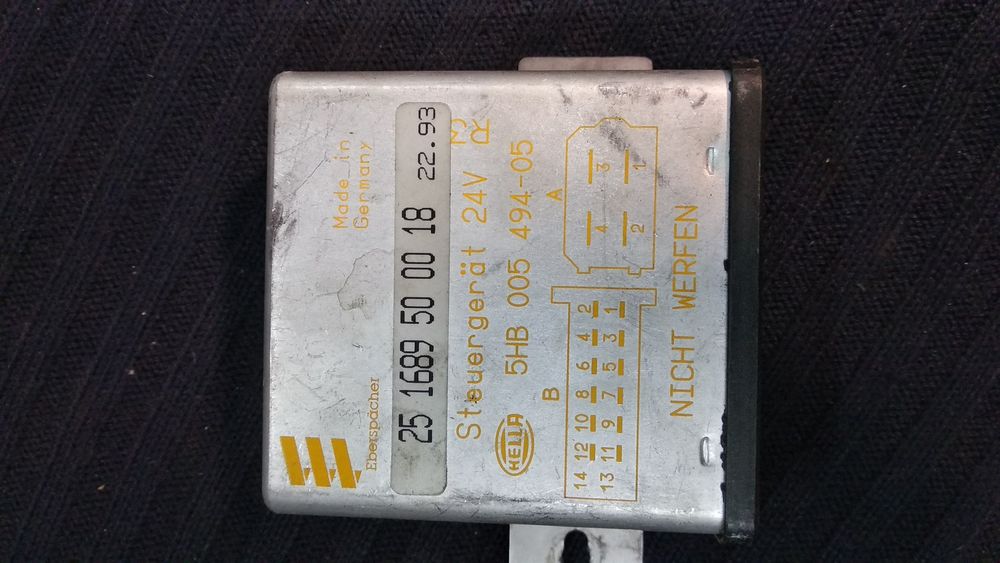 Eberspächer
Made in
Germany
25 1689 50 00 18 22.93
Steuergerät 24V
HELLA
5HB 005 494-05
B
A
14 12 10 8 6 4 2
13 11 9 7 5 3 1
4 3
2 1
NICHT WERFEN